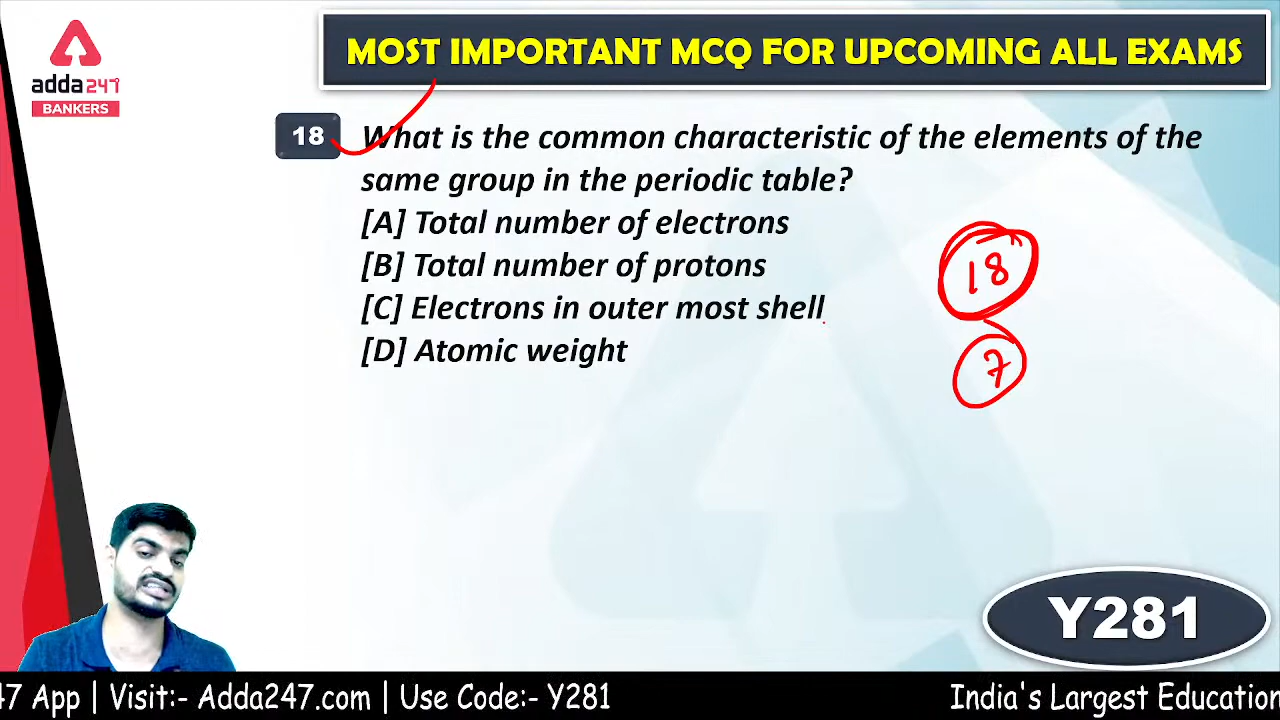 MOST IMPORTANT MCQ FOR UPCOMING ALL EXAMS
adda247
BANKERS
18
What is the common characteristic of the elements of the
same group in the periodic table?
[A] Total number of electrons
[B] Total number of protons
[C] Electrons in outer most shell
[D] Atomic weight
18
7
Y281
47 App | Visit:- Adda247.com | Use Code:- Y281
India's Largest Education